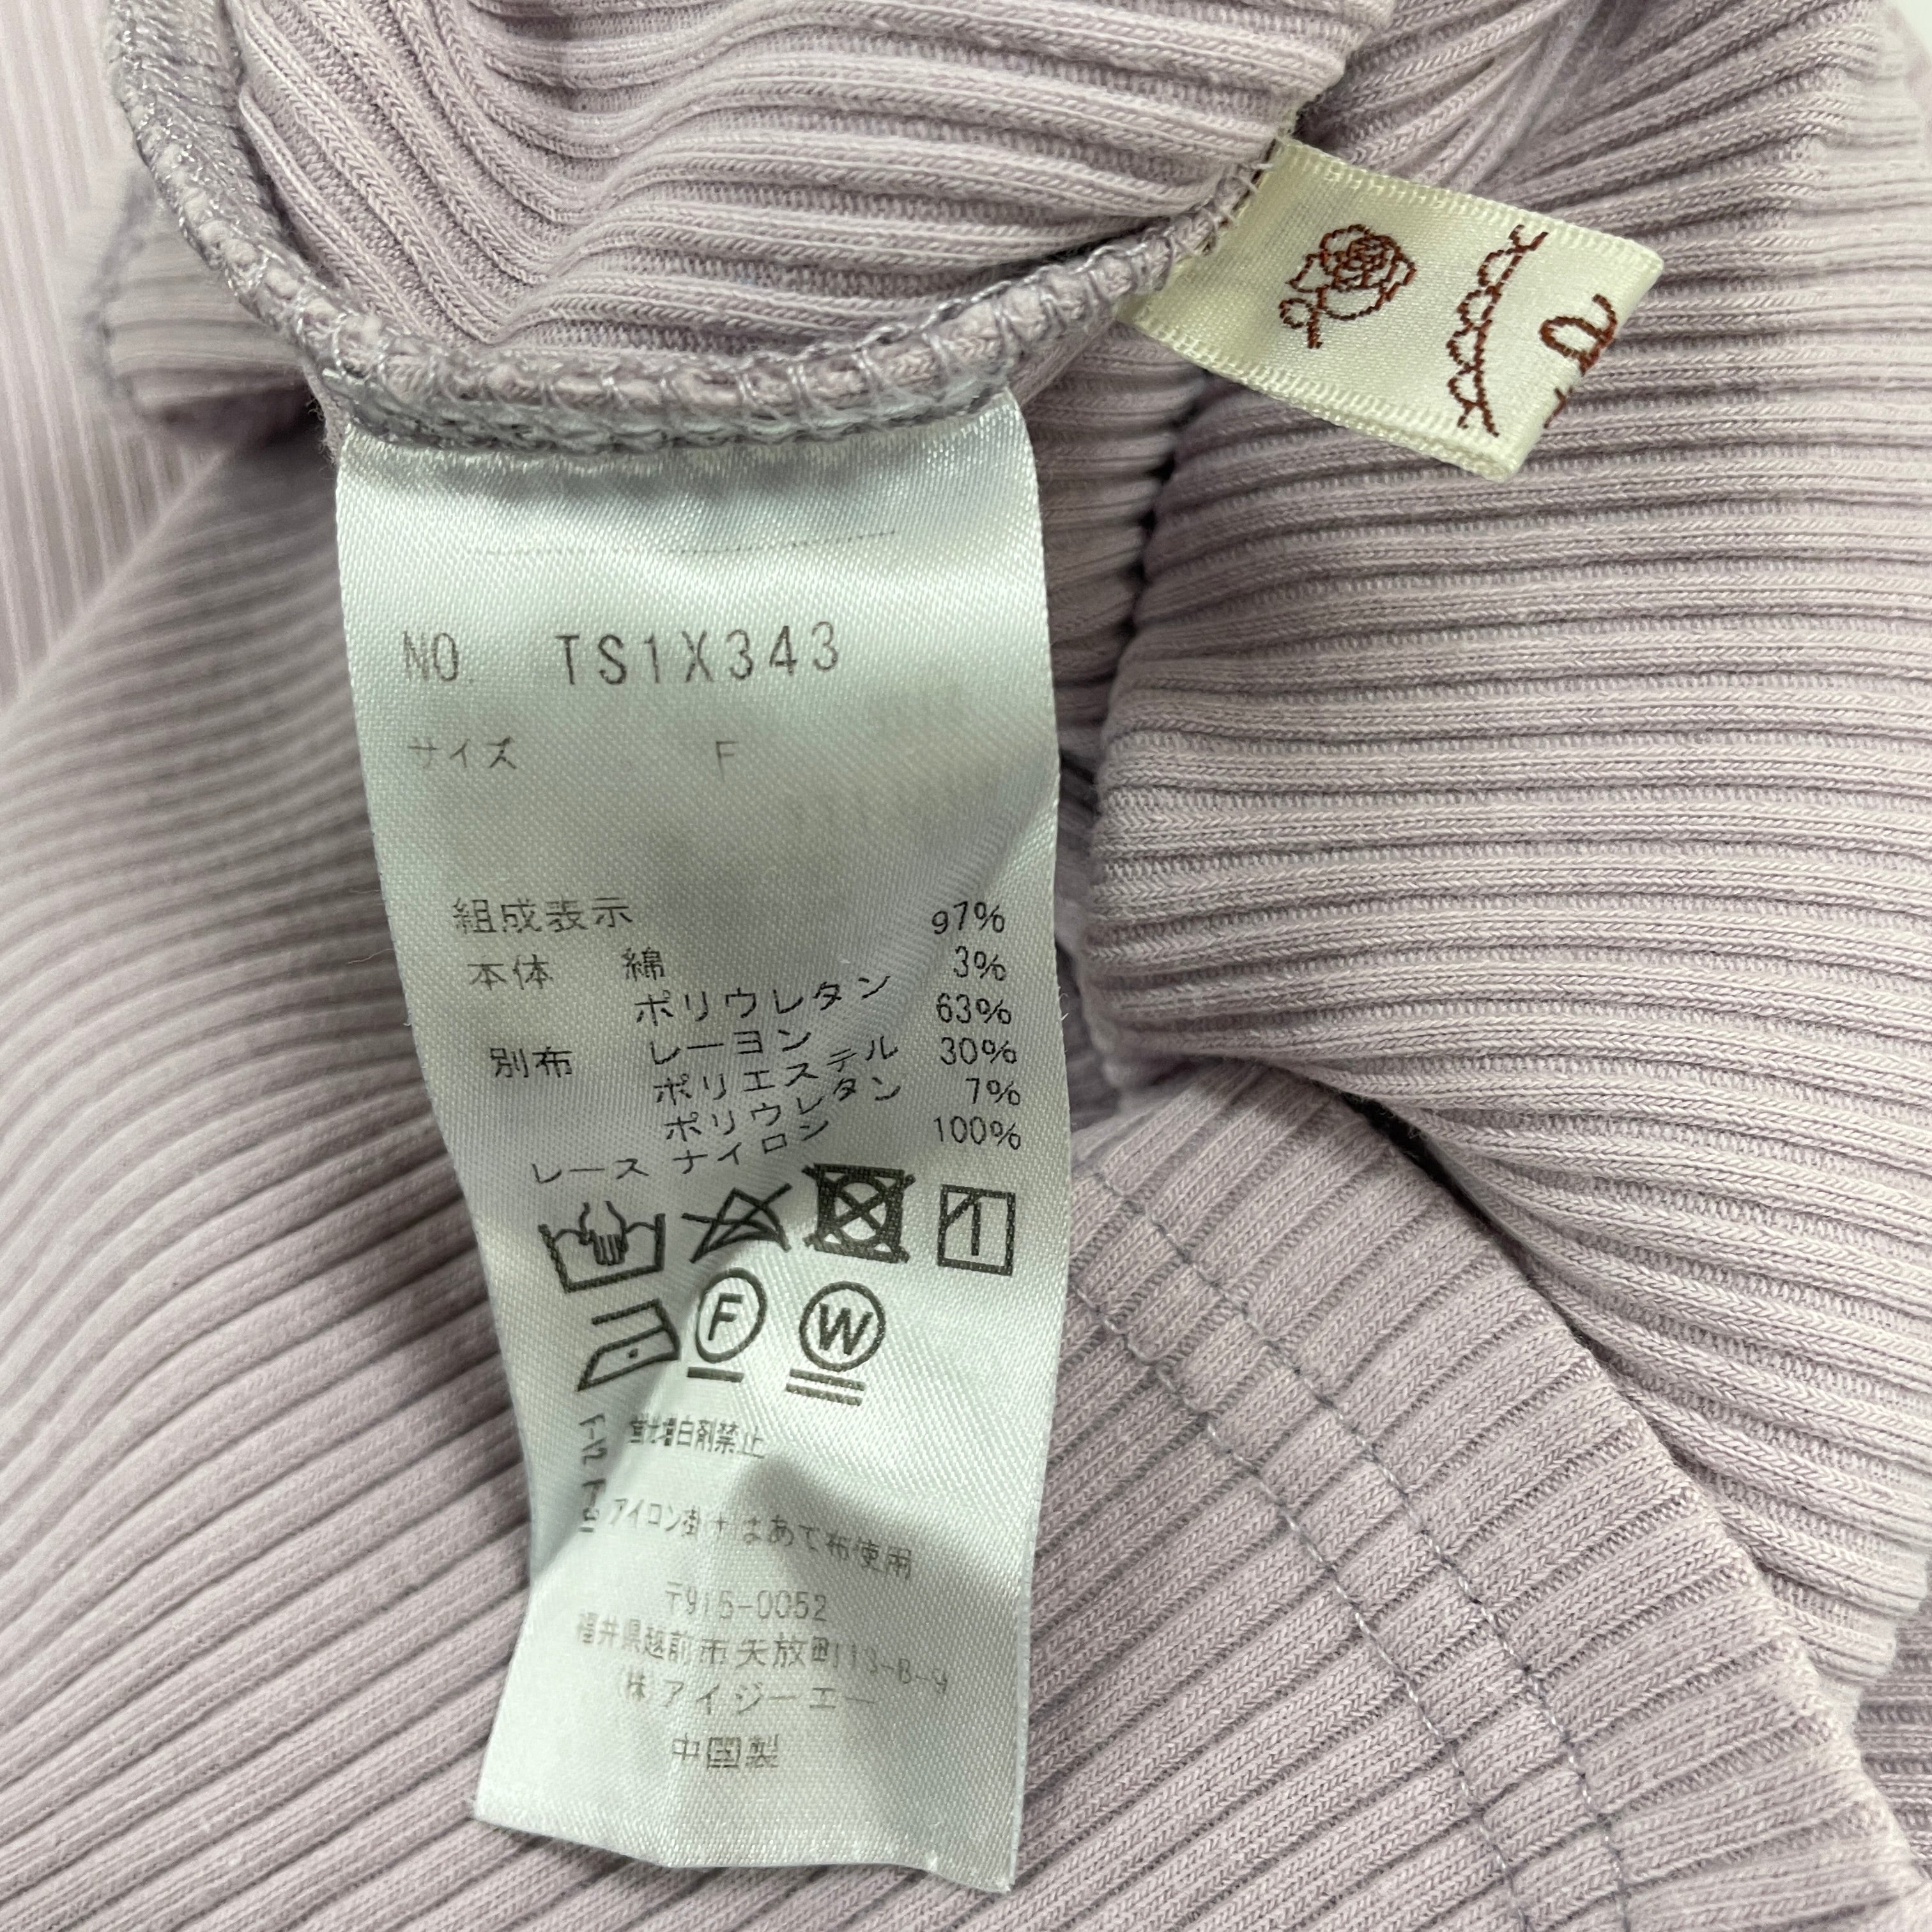 NO. TS1X343
サイズ F
組成表示
本体 綿 97%
ポリウレタン 3%
別布 レーヨン 63%
ポリエステル 30%
ポリウレタン 7%
レース ナイロン 100%
F
W
蛍光増白剤禁止
アイロン掛けはあて布使用
〒915-0052
福井県越前市矢放町113-8-9
(株)アイジーエー
中国製